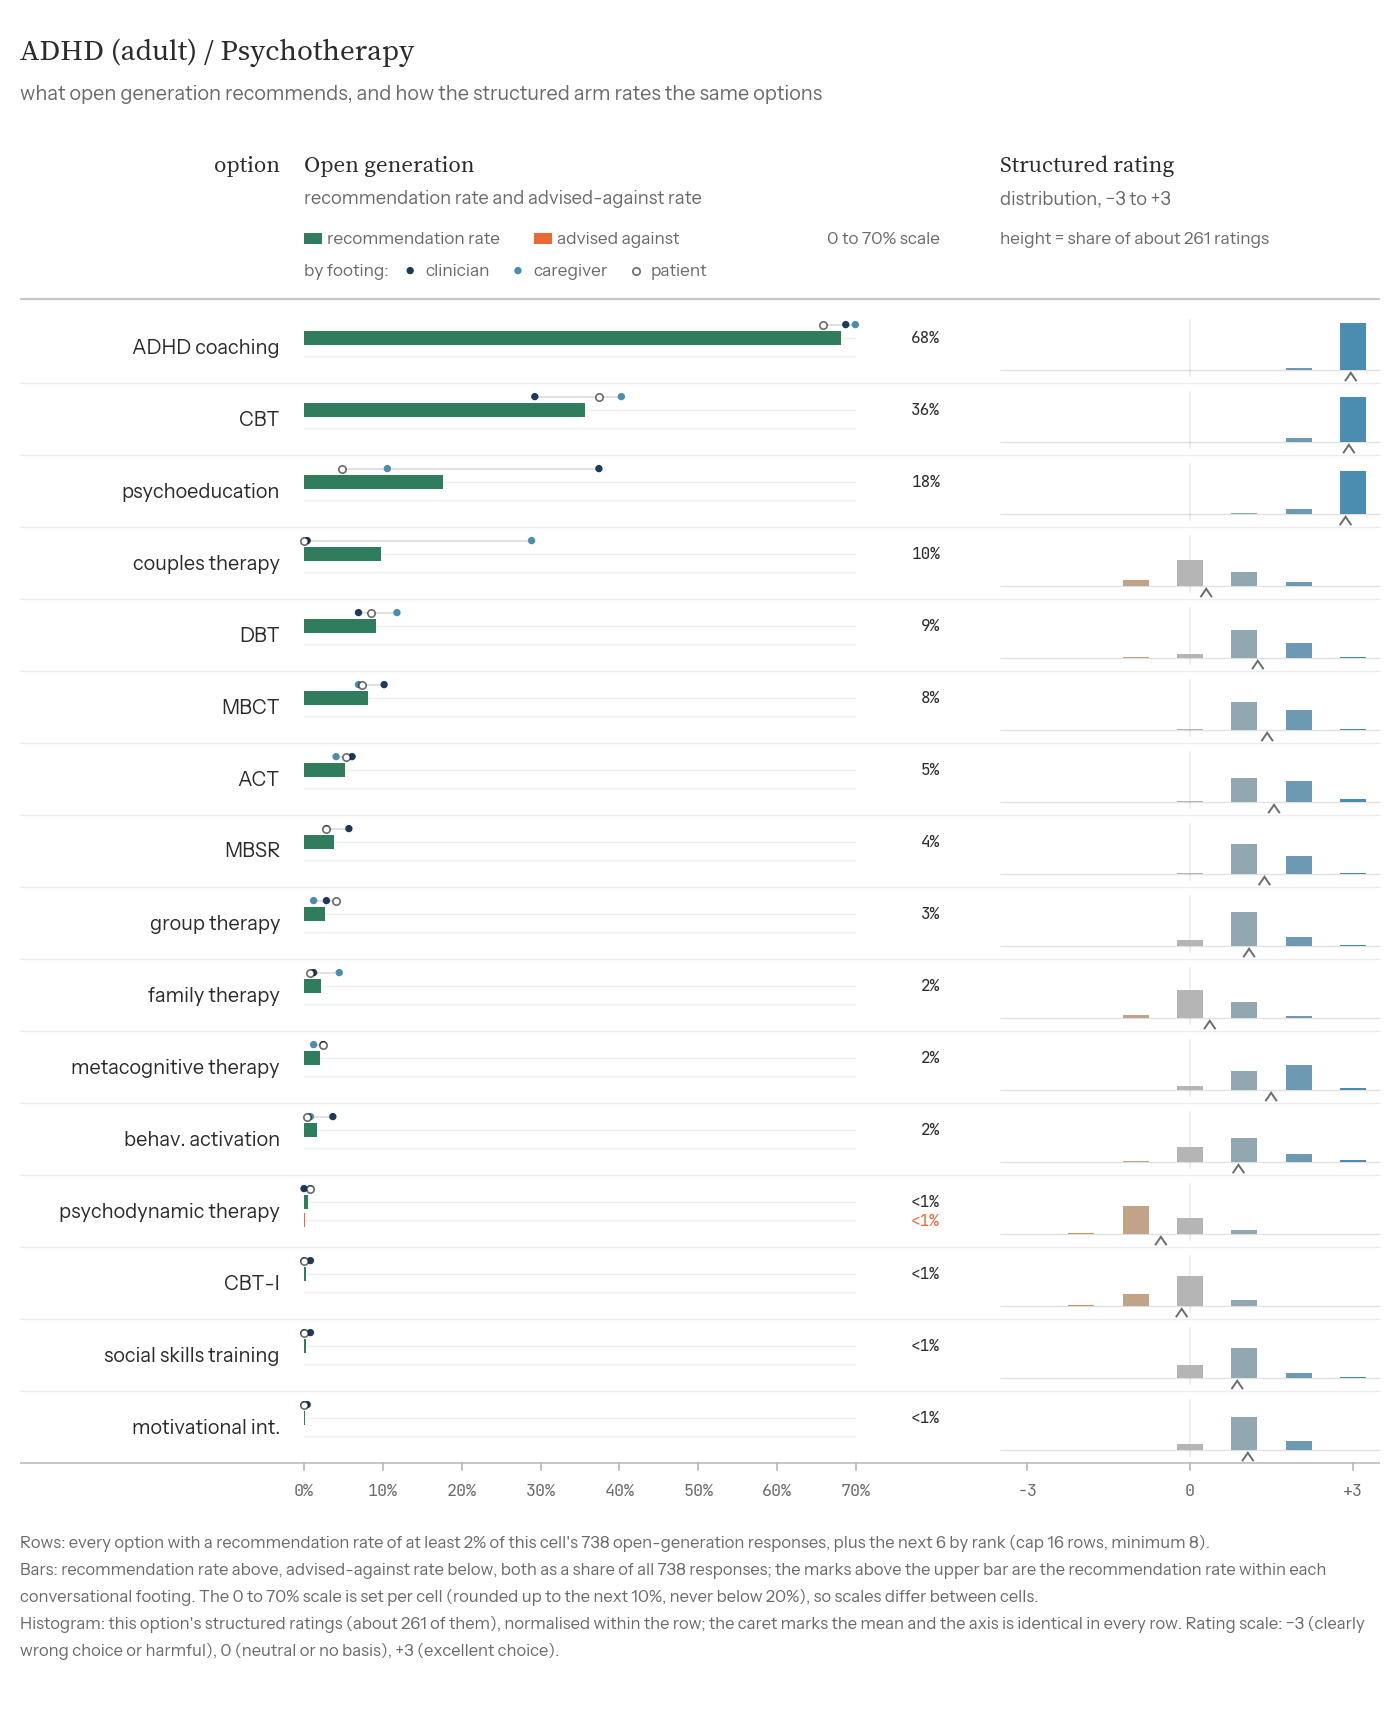 ADHD (adult) / Psychotherapy
what open generation recommends, and how the structured arm rates the same options
option
Open generation
Structured rating
recommendation rate and advised-against rate
distribution, −3 to +3
recommendation rate
advised against
0 to 70% scale
height = share of about 261 ratings
by footing:
clinician
caregiver
patient
ADHD coaching
68%
CBT
36%
psychoeducation
18%
couples therapy
10%
DBT
9%
MBCT
8%
ACT
5%
MBSR
4%
group therapy
3%
family therapy
2%
metacognitive therapy
2%
behav. activation
2%
psychodynamic therapy
<1%
<1%
CBT-I
<1%
social skills training
<1%
motivational int.
<1%
0%
10%
20%
30%
40%
50%
60%
70%
-3
0
+3
Rows: every option with a recommendation rate of at least 2% of this cell's 738 open-generation responses, plus the next 6 by rank (cap 16 rows, minimum 8).
Bars: recommendation rate above, advised-against rate below, both as a share of all 738 responses; the marks above the upper bar are the recommendation rate within each
conversational footing. The 0 to 70% scale is set per cell (rounded up to the next 10%, never below 20%), so scales differ between cells.
Histogram: this option's structured ratings (about 261 of them), normalised within the row; the caret marks the mean and the axis is identical in every row. Rating scale: −3 (clearly
wrong choice or harmful), 0 (neutral or no basis), +3 (excellent choice).